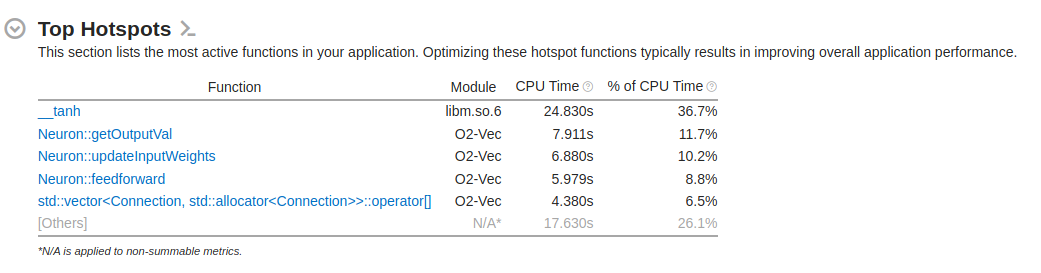 Top Hotspots
This section lists the most active functions in your application. Optimizing these hotspot functions typically results in improving overall application performance.
Function Module CPU Time % of CPU Time
__tanh libm.so.6 24.830s 36.7%
Neuron::getOutputVal O2-Vec 7.911s 11.7%
Neuron::updateInputWeights O2-Vec 6.880s 10.2%
Neuron::feedforward O2-Vec 5.979s 8.8%
std::vector<Connection, std::allocator<Connection>>::operator[] O2-Vec 4.380s 6.5%
[Others] N/A* 17.630s 26.1%
*N/A is applied to non-summable metrics.